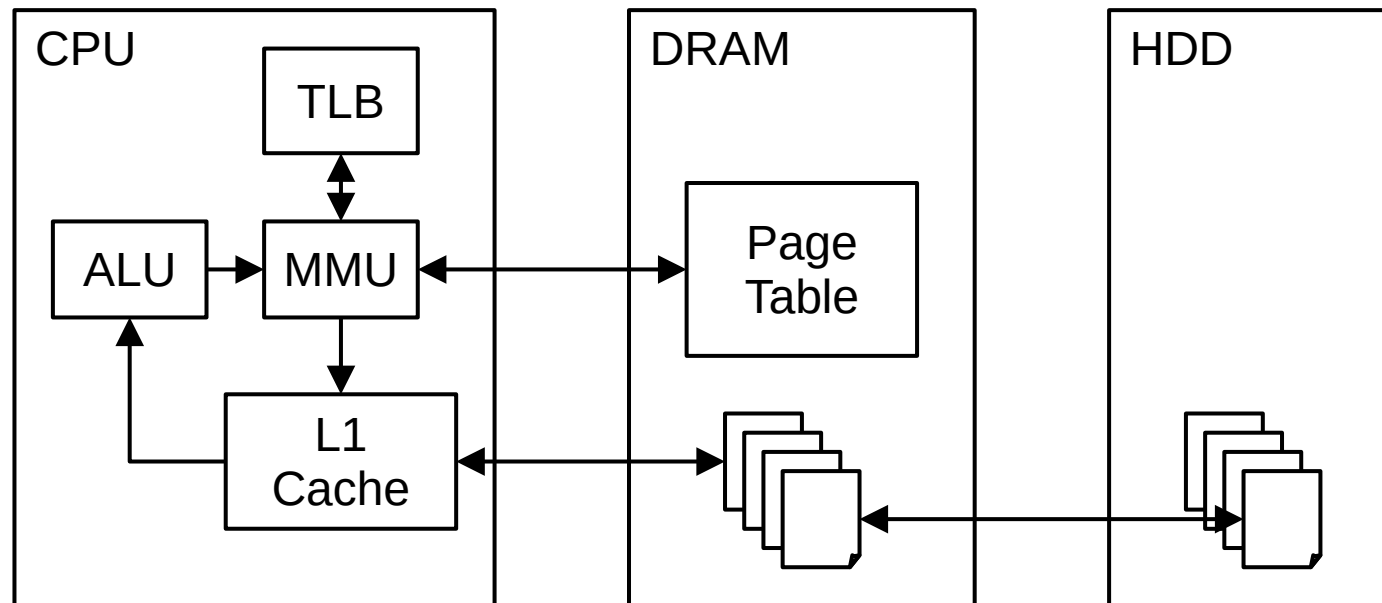 CPU
DRAM
HDD
TLB
ALU
MMU
Page
Table
L1
Cache